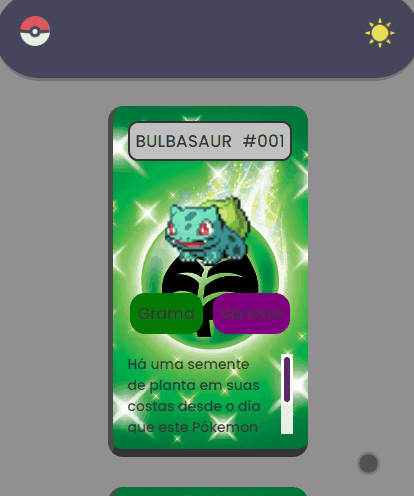 BULBASAUR #001
Grama Veneno
Há uma semente
de planta em suas
costas desde o dia
que este Pókemon